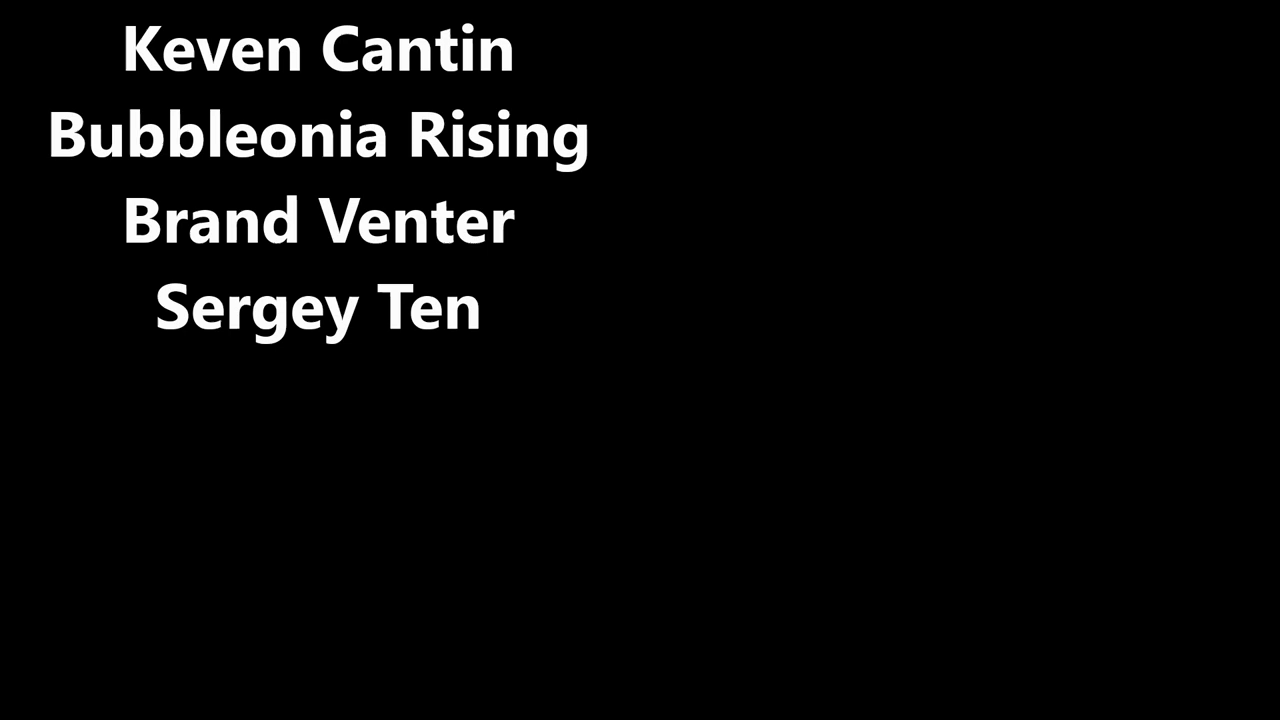 Keven Cantin
Bubbleonia Rising
Brand Venter
Sergey Ten